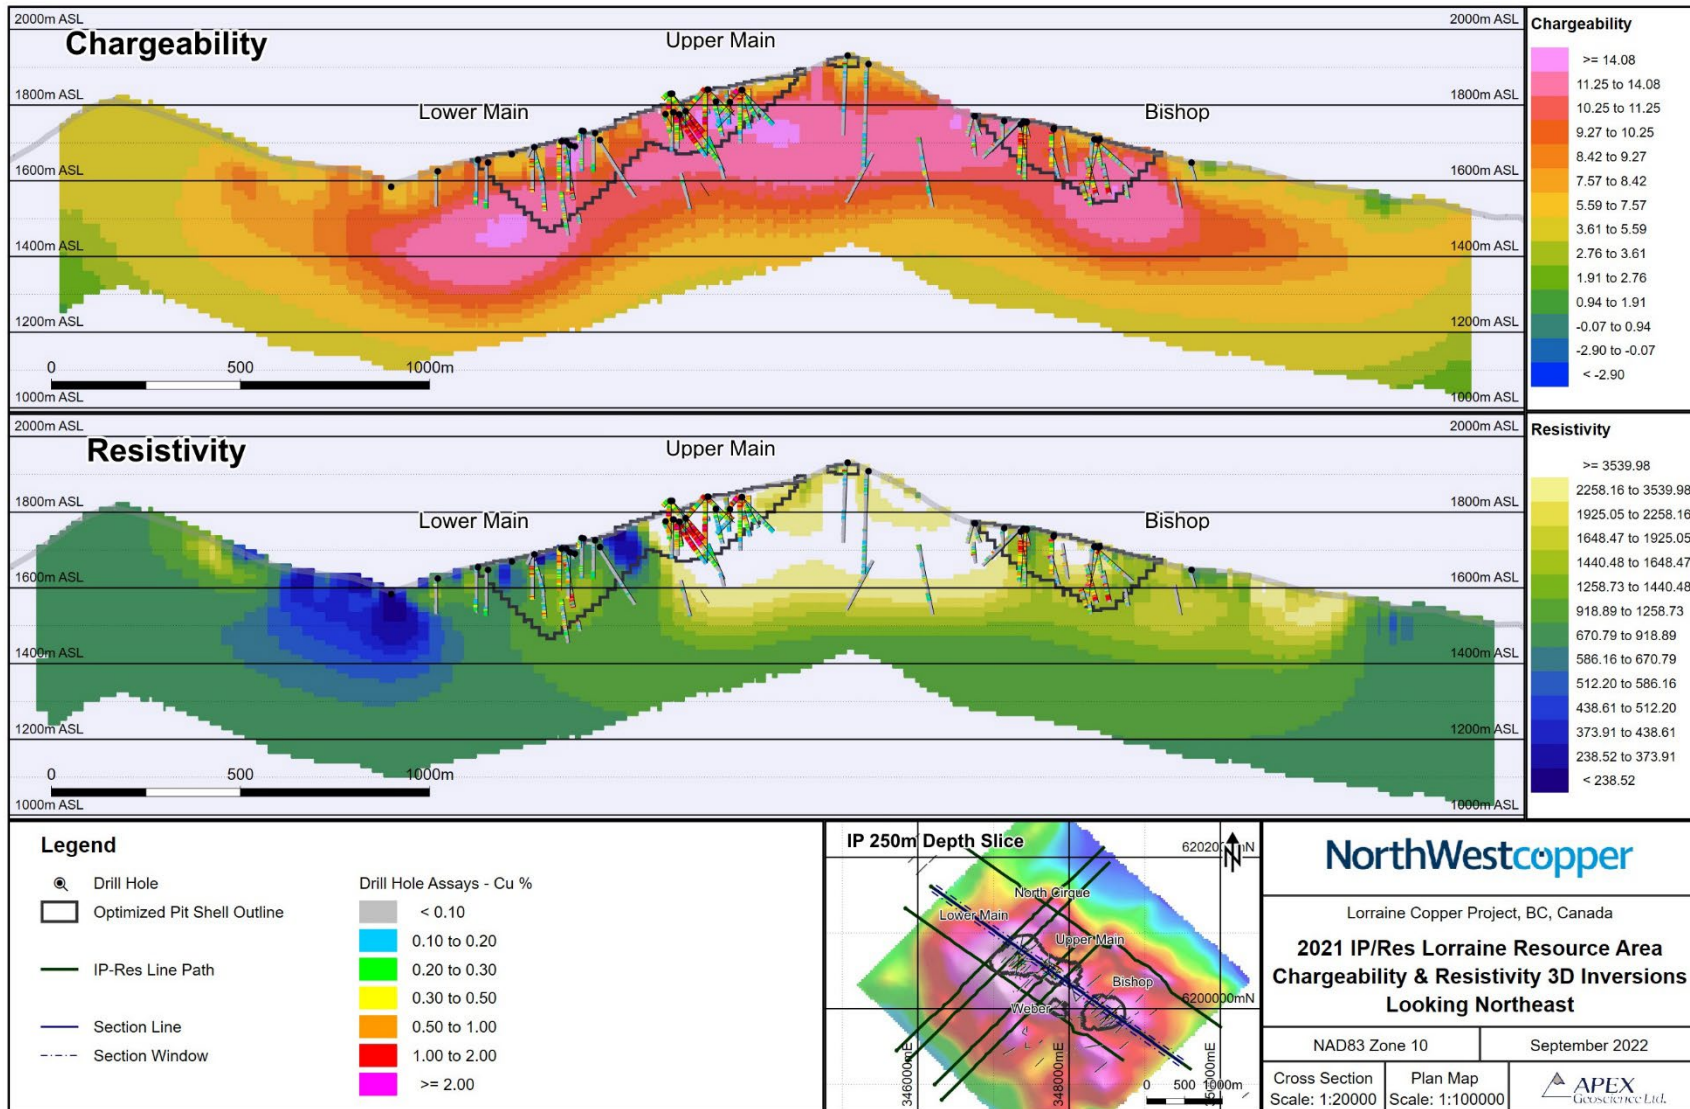 2000m ASL
2000m ASL
Chargeability
Upper Main
1800m ASL
1800m ASL
Lower Main
Bishop
1600m ASL
1600m ASL
1400m ASL
1400m ASL
1200m ASL
1200m ASL
0 500 1000m
1000m ASL
1000m ASL
Chargeability
>= 14.08
11.25 to 14.08
10.25 to 11.25
9.27 to 10.25
8.42 to 9.27
7.57 to 8.42
5.59 to 7.57
3.61 to 5.59
2.76 to 3.61
1.91 to 2.76
0.94 to 1.91
-0.07 to 0.94
-2.90 to -0.07
< -2.90
2000m ASL
2000m ASL
Resistivity
Upper Main
1800m ASL
1800m ASL
Lower Main
Bishop
1600m ASL
1600m ASL
1400m ASL
1400m ASL
1200m ASL
1200m ASL
0 500 1000m
1000m ASL
1000m ASL
Resistivity
>= 3539.98
2258.16 to 3539.98
1925.05 to 2258.16
1648.47 to 1925.05
1440.48 to 1648.47
1258.73 to 1440.48
918.89 to 1258.73
670.79 to 918.89
586.16 to 670.79
512.20 to 586.16
438.61 to 512.20
373.91 to 438.61
238.52 to 373.91
< 238.52
Legend
Drill Hole
Optimized Pit Shell Outline
IP-Res Line Path
Section Line
Section Window
Drill Hole Assays - Cu %
< 0.10
0.10 to 0.20
0.20 to 0.30
0.30 to 0.50
0.50 to 1.00
1.00 to 2.00
>= 2.00
IP 250m Depth Slice
N
North Cirque
Lower Main
Upper Main
Bishop
Weber
6200000mN
346000mE
348000mE
0 500 1000m
NorthWestcopper
Lorraine Copper Project, BC, Canada
2021 IP/Res Lorraine Resource Area
Chargeability & Resistivity 3D Inversions
Looking Northeast
NAD83 Zone 10
September 2022
Cross Section
Scale: 1:20000
Plan Map
Scale: 1:100000
APEX
Geoscience Ltd.